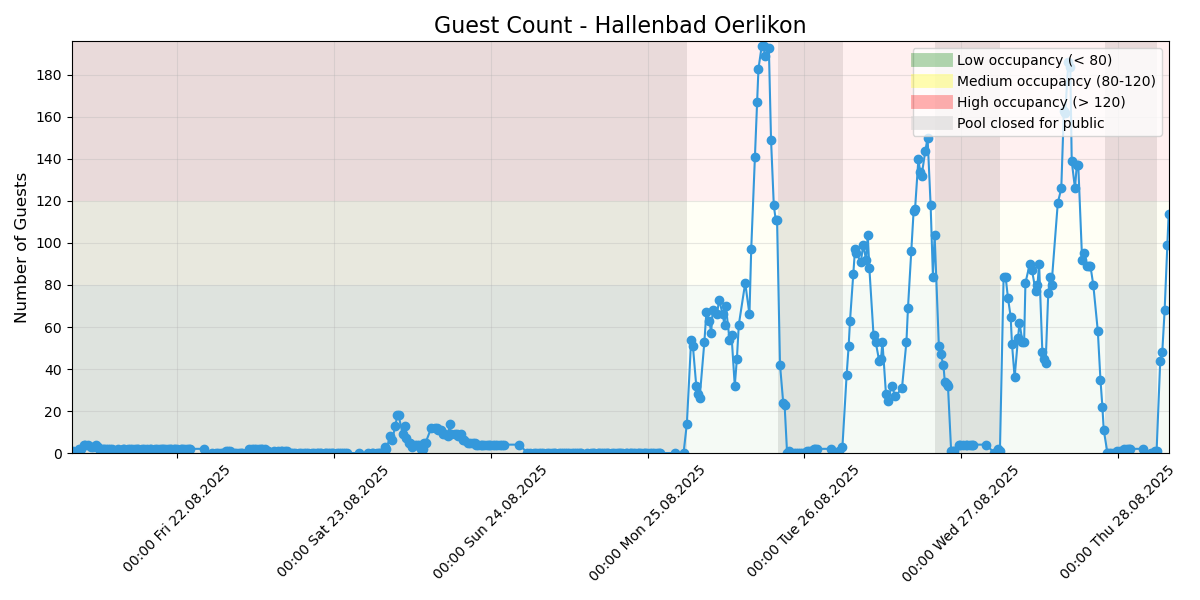 Guest Count - Hallenbad Oerlikon
Number of Guests
180
160
140
120
100
80
60
40
20
0
Low occupancy (< 80)
Medium occupancy (80-120)
High occupancy (> 120)
Pool closed for public
00:00 Fri 22.08.2025
00:00 Sat 23.08.2025
00:00 Sun 24.08.2025
00:00 Mon 25.08.2025
00:00 Tue 26.08.2025
00:00 Wed 27.08.2025
00:00 Thu 28.08.2025